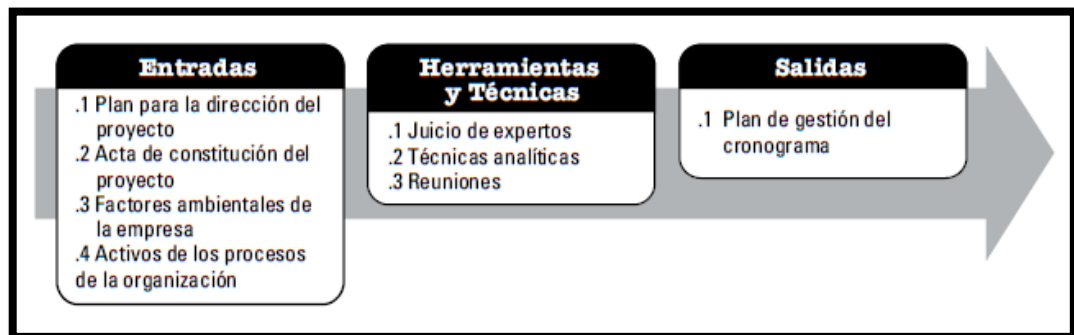 Entradas
.1 Plan para la dirección del
proyecto
.2 Acta de constitución del
proyecto
.3 Factores ambientales de
la empresa
.4 Activos de los procesos
de la organización
Herramientas
y Técnicas
.1 Juicio de expertos
.2 Técnicas analíticas
.3 Reuniones
Salidas
.1 Plan de gestión del
cronograma